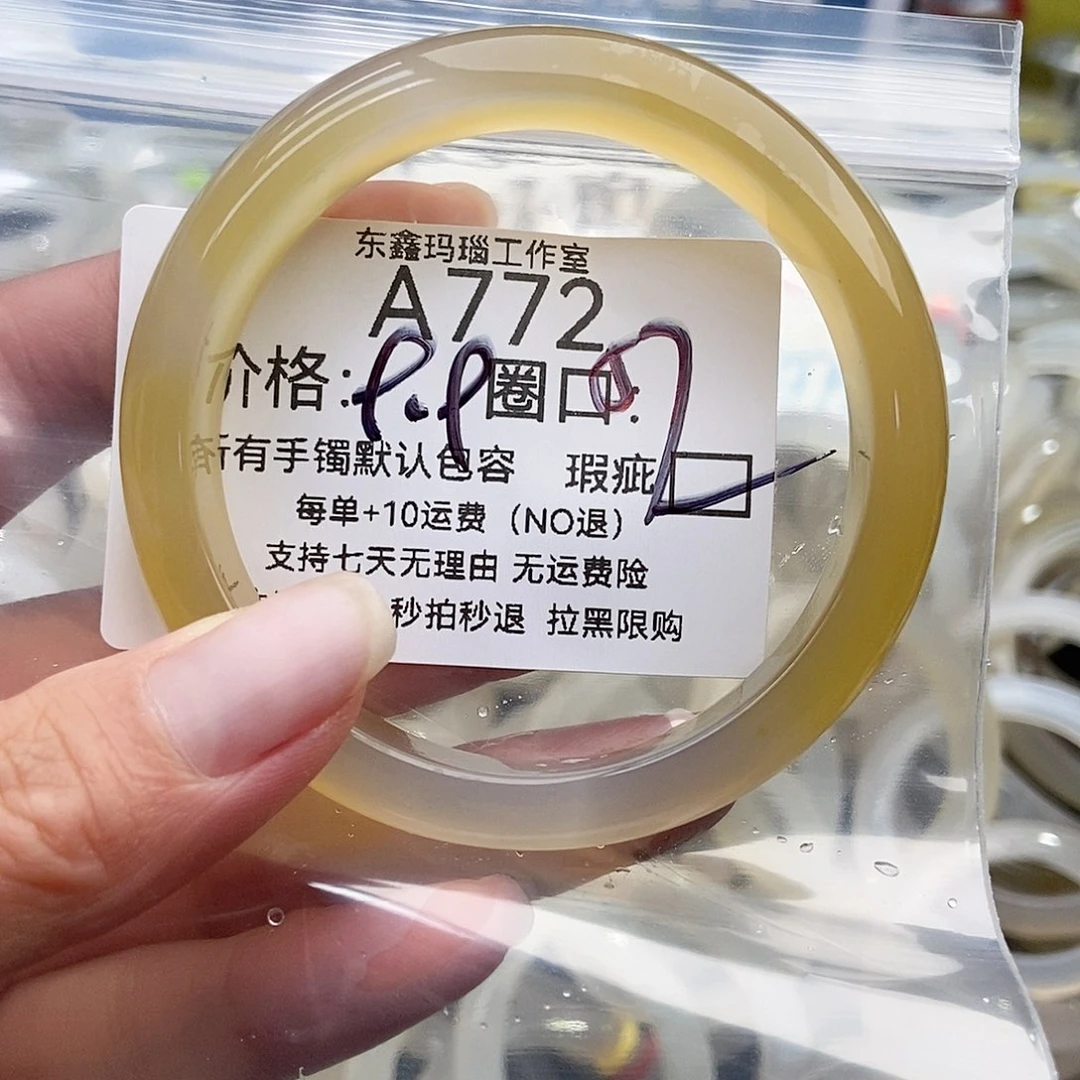 东鑫玛瑙工作室
A772
价格: 圈口:
所有手镯默认包容 瑕疵
每单+10运费（NO退）
支持七天无理由 无运费险
秒拍秒退 拉黑限购